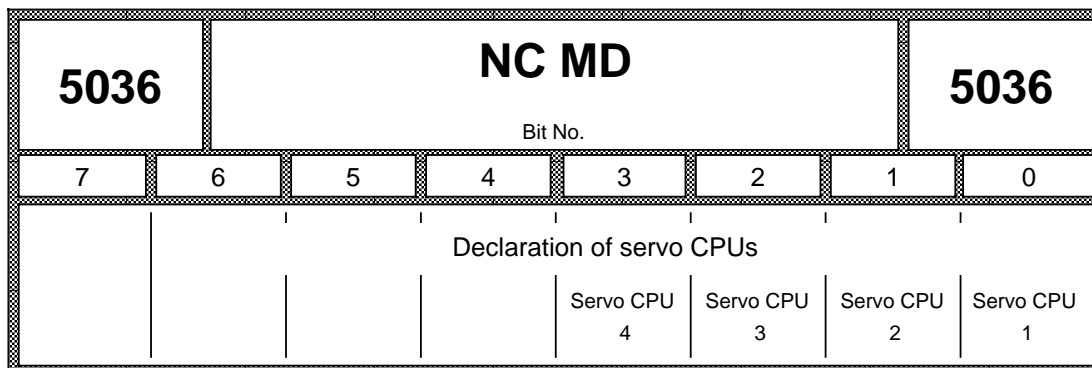 5036 NC MD 5036
Bit No.
7 6 5 4 3 2 1 0
Declaration of servo CPUs
Servo CPU Servo CPU Servo CPU Servo CPU
4 3 2 1